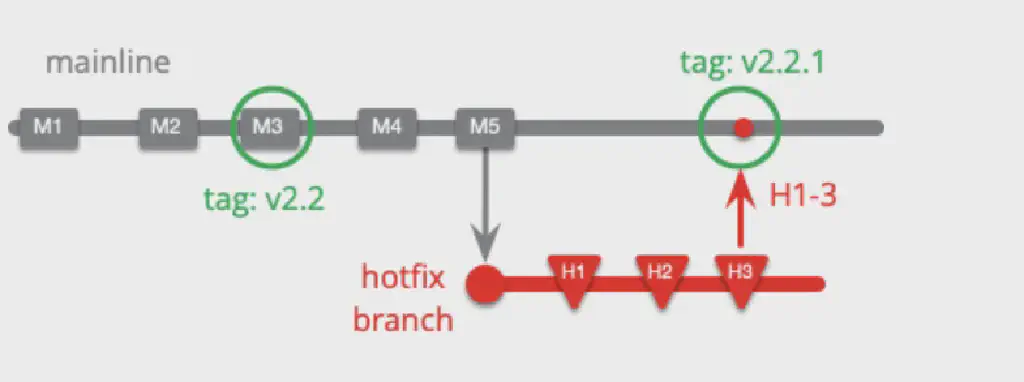 mainline
tag: v2.2.1
M1
M2
M3
M4
M5
tag: v2.2
H1-3
hotfix
branch
H1
H2
H3